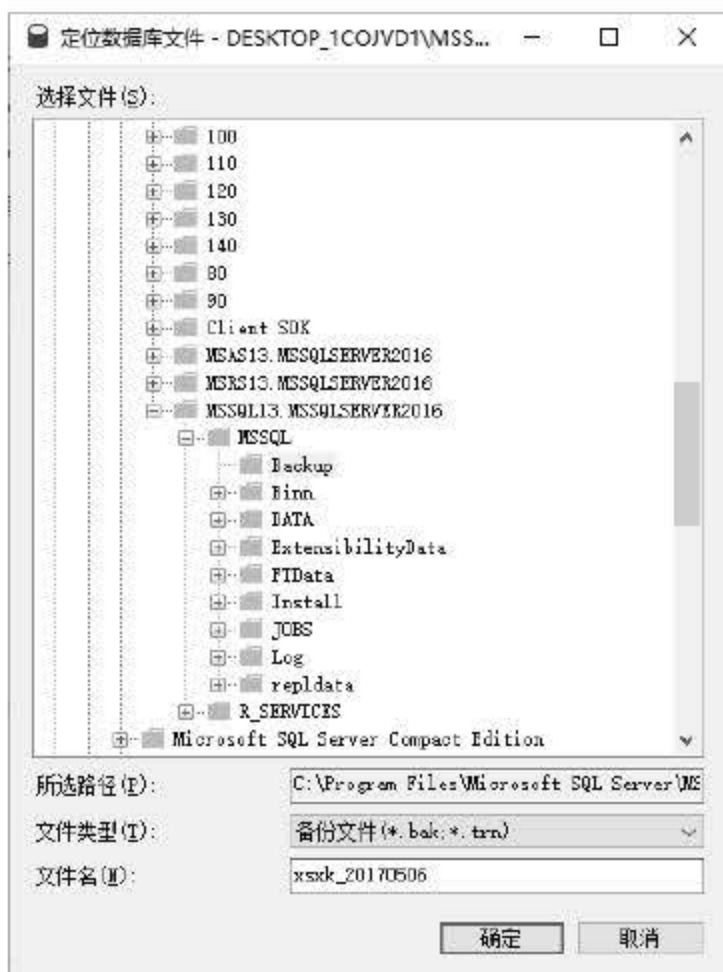 定位数据库文件 - DESKTOP_1COJVD1\MSS...
选择文件(S):
100
110
120
130
140
80
90
Client SDK
MSAS13.MSSQLSERVER2016
MSRS13.MSSQLSERVER2016
MSSQL13.MSSQLSERVER2016
MSSQL
Backup
Binn
DATA
ExtensibilityData
FTData
Install
JOBS
Log
repldata
R_SERVICES
Microsoft SQL Server Compact Edition
所选路径(P): C:\Program Files\Microsoft SQL Server\MS
文件类型(T): 备份文件(*.bak;*.trn)
文件名(N): xsxk_20170506
确定 取消